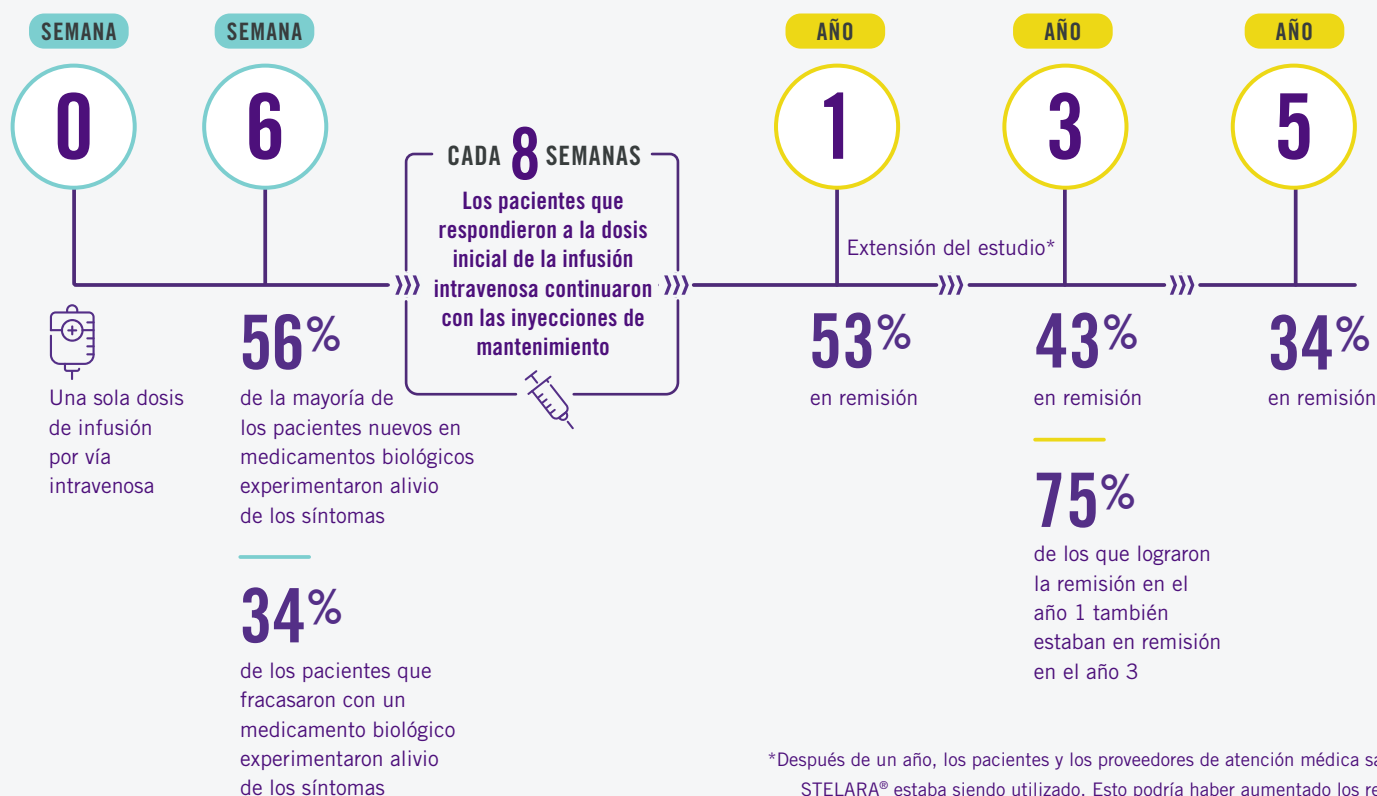 SEMANA
0
Una sola dosis
de infusión
por vía
intravenosa
SEMANA
6
56%
de la mayoría de
los pacientes nuevos en
medicamentos biológicos
experimentaron alivio
de los síntomas
34%
de los pacientes que
fracasaron con un
medicamento biológico
experimentaron alivio
de los síntomas
CADA 8 SEMANAS
Los pacientes que
respondieron a la dosis
inicial de la infusión
intravenosa continuaron
con las inyecciones de
mantenimiento
AÑO
1
53%
en remisión
Extensión del estudio*
AÑO
3
43%
en remisión
75%
de los que lograron
la remisión en el
año 1 también
estaban en remisión
en el año 3
AÑO
5
34%
en remisión
*Después de un año, los pacientes y los proveedores de atención médica
STELARA® estaba siendo utilizado. Esto podría haber aumentado los